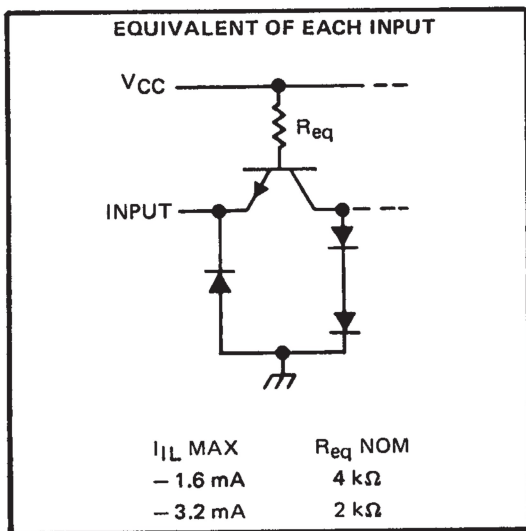 EQUIVALENT OF EACH INPUT
VCC
Req
INPUT
IIL MAX Req NOM
– 1.6 mA 4 kΩ
– 3.2 mA 2 kΩ